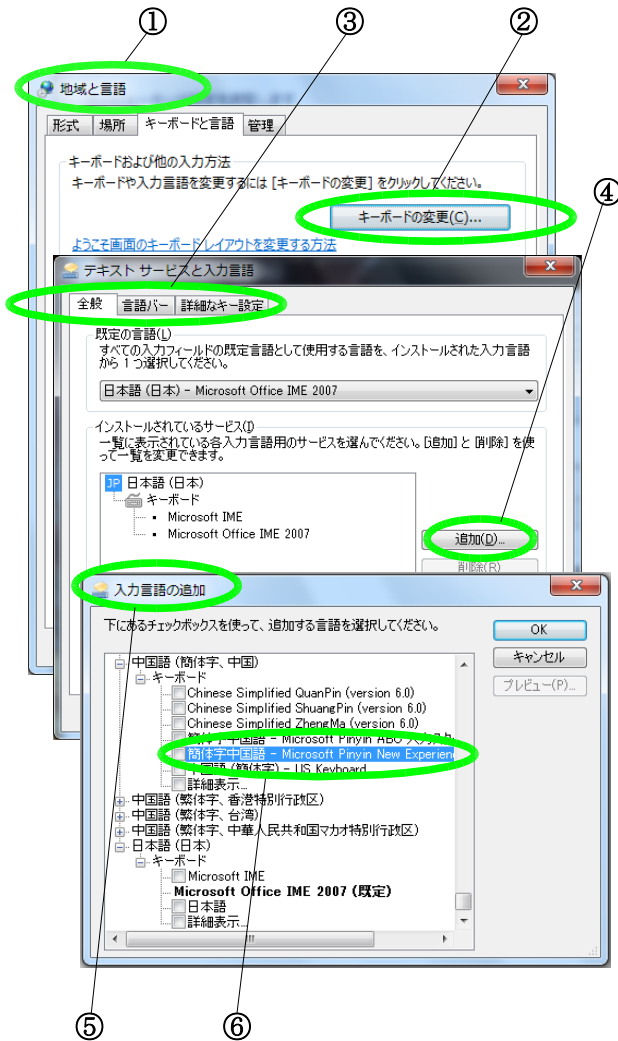 ① ③ ②
地域と言語
形式 場所 キーボードと言語 管理
キーボードおよび他の入力方法
キーボードや入力言語を変更するには [キーボードの変更] をクリックしてください。
④
キーボードの変更(C)...
ようこそ画面のキーボード レイアウトを変更する方法
テキスト サービスと入力言語
全般 言語バー 詳細なキー設定
既定の言語(L)
すべての入力フィールドの既定言語として使用する言語を、インストールされた入力言語
から 1 つ選択してください。
日本語 (日本) - Microsoft Office IME 2007
インストールされているサービス(I)
一覧に表示されている各入力言語用のサービスを選んでください。[追加] と [削除] を使
って一覧を変更できます。
JP 日本語 (日本)
キーボード
• Microsoft IME
• Microsoft Office IME 2007
追加(D)...
削除(R)
入力言語の追加
下にあるチェックボックスを使って、追加する言語を選択してください。
OK
キャンセル
プレビュー(P)...
中国語 (簡体字、中国)
キーボード
Chinese Simplified QuanPin (version 6.0)
Chinese Simplified ShuangPin (version 6.0)
Chinese Simplified ZhengMa (version 6.0)
簡体字中国語 - Microsoft Pinyin ABC 入力スタ
簡体字中国語 - Microsoft Pinyin New Experien
中国語 (簡体字) - US Keyboard
詳細表示...
中国語 (繁体字、香港特別行政区)
中国語 (繁体字、台湾)
中国語 (繁体字、中華人民共和国マカオ特別行政区)
日本語 (日本)
キーボード
Microsoft IME
Microsoft Office IME 2007 (既定)
日本語
詳細表示...
⑤ ⑥